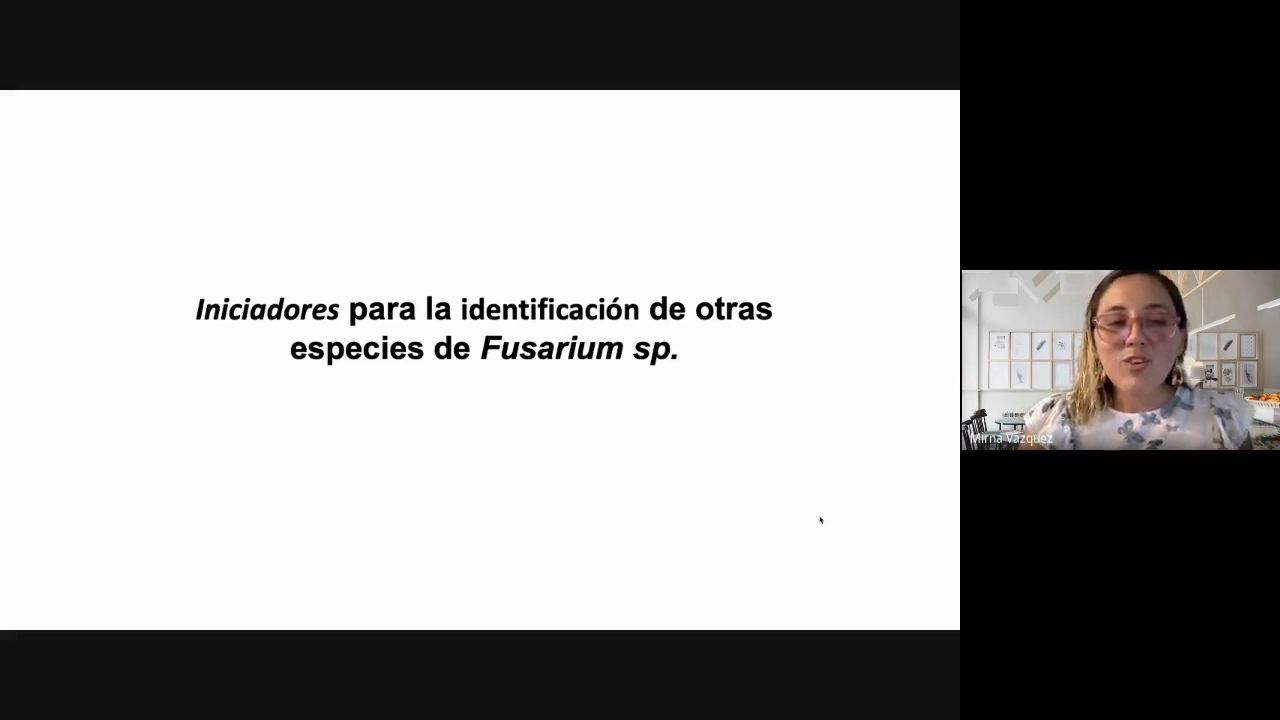 Iniciadores para la identificación de otras
especies de Fusarium sp.
Mirna Vázquez